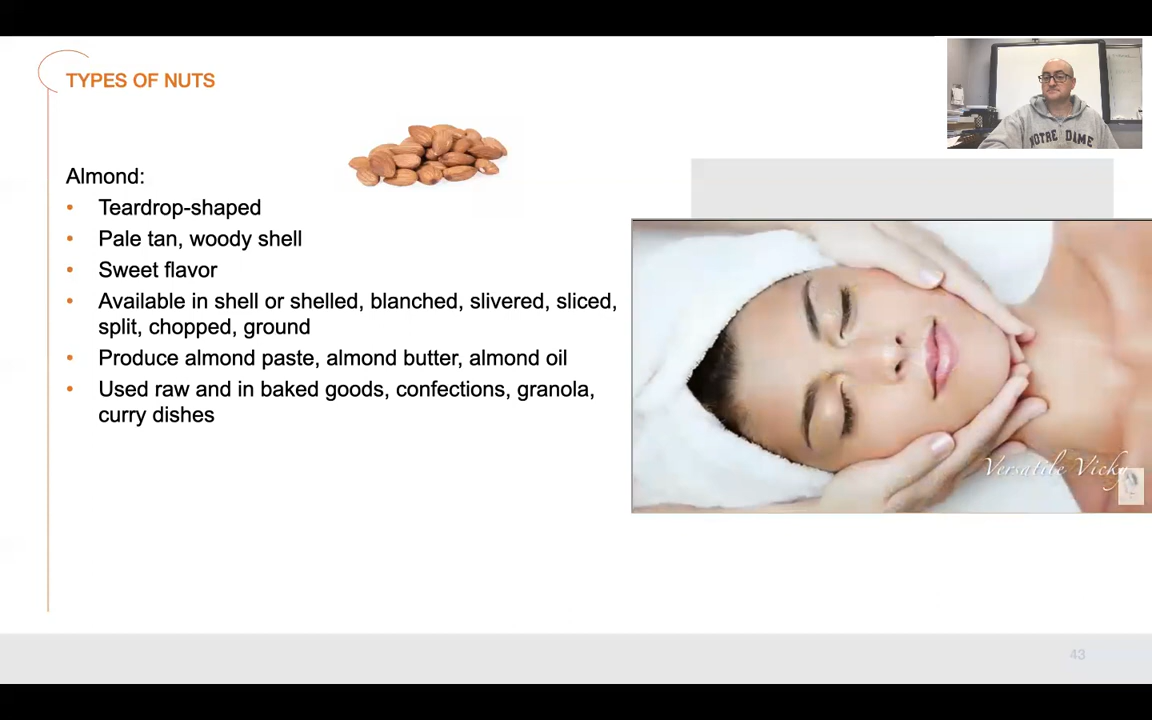 TYPES OF NUTS
NOTRE DAME
Almond:
• Teardrop-shaped
• Pale tan, woody shell
• Sweet flavor
• Available in shell or shelled, blanched, slivered, sliced,
split, chopped, ground
• Produce almond paste, almond butter, almond oil
• Used raw and in baked goods, confections, granola,
curry dishes
Versatile Vicky
43